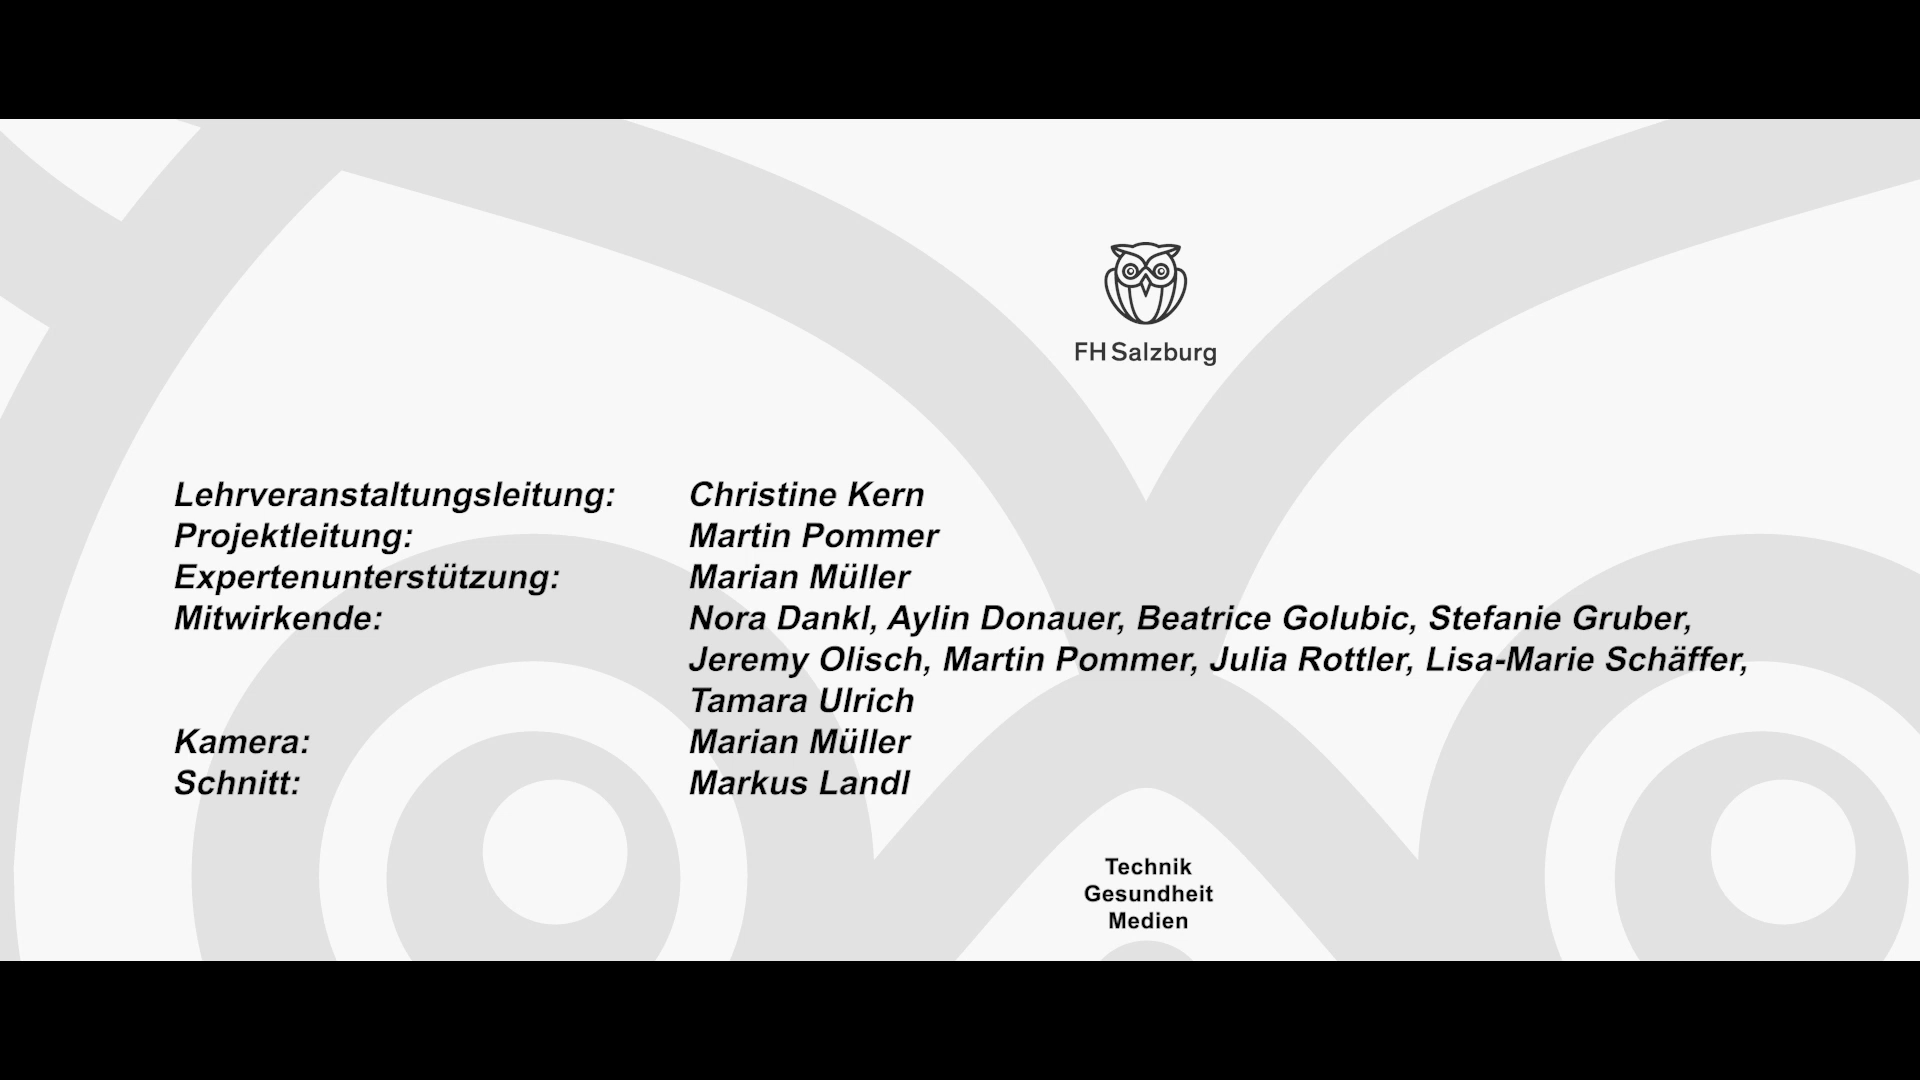 FH Salzburg
Lehrveranstaltungsleitung: Christine Kern
Projektleitung: Martin Pommer
Expertenunterstützung: Marian Müller
Mitwirkende: Nora Dankl, Aylin Donauer, Beatrice Golubic, Stefanie Gruber,
Jeremy Olisch, Martin Pommer, Julia Rottler, Lisa-Marie Schäffer,
Tamara Ulrich
Kamera: Marian Müller
Schnitt: Markus Landl
Technik
Gesundheit
Medien